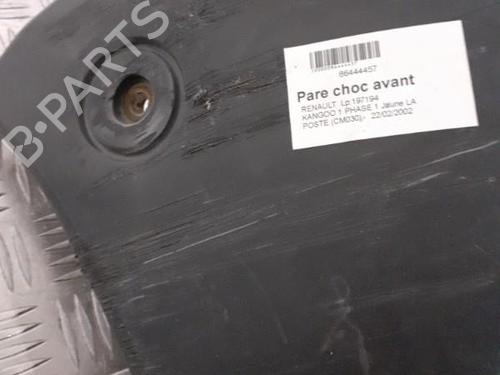 B-PARTS
86444457
Pare choc avant
RENAULT Lp:197194
KANGOO 1 PHASE 1 Jaune LA
POSTE (CM030),- 22/02/2002